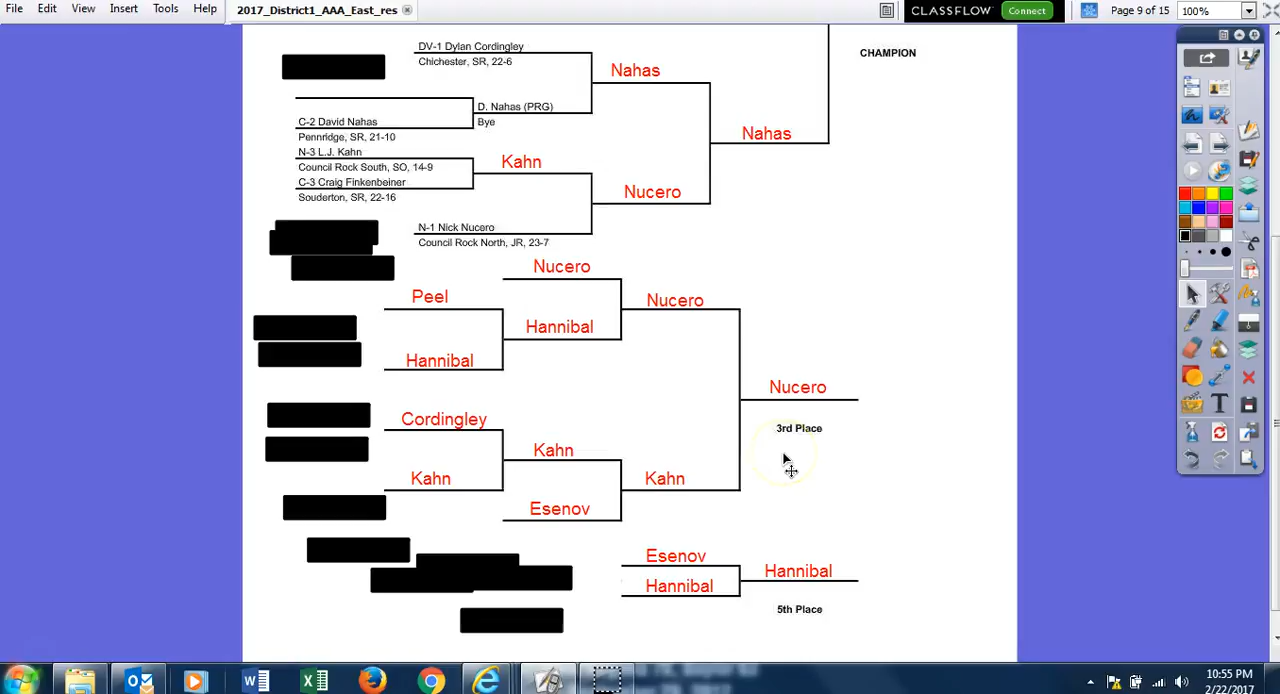 File Edit View Insert Tools Help 2017_District1_AAA_East_res CLASSFLOW Connect Page 9 of 15 100%
DV-1 Dylan Cordingley
Chichester, SR, 22-6
CHAMPION
Nahas
D. Nahas (PRG)
C-2 David Nahas
Bye
Pennridge, SR, 21-10
Nahas
N-3 L.J. Kahn
Kahn
Council Rock South, SO, 14-9
C-3 Craig Finkenbeiner
Nucero
Souderton, SR, 22-16
N-1 Nick Nucero
Council Rock North, JR, 23-7
Nucero
Peel
Nucero
Hannibal
Hannibal
Nucero
Cordingley
3rd Place
Kahn
Kahn
Kahn
Esenov
Esenov
Hannibal
Hannibal
5th Place
10:55 PM
2/22/2017